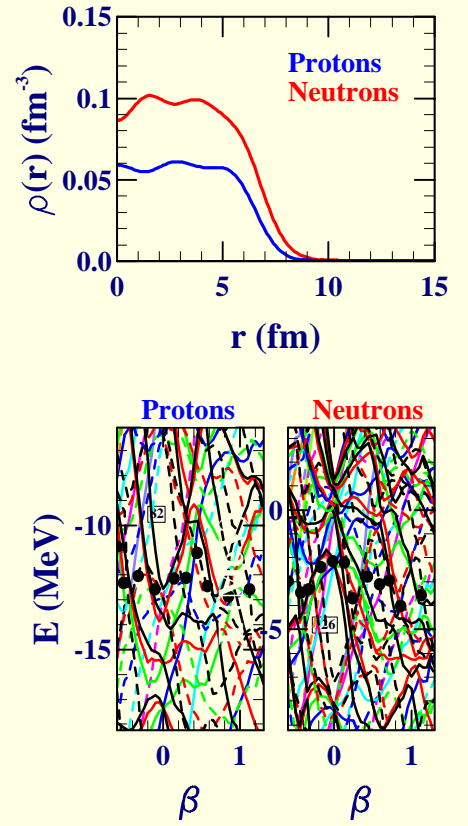 0.15
Protons
Neutrons
0.1
0.05
0.0
ρ(r) (fm-3)
0 5 10 15
r (fm)
Protons Neutrons
-10
-15
E (MeV)
82
0
-5
126
0 1 0 1
β β